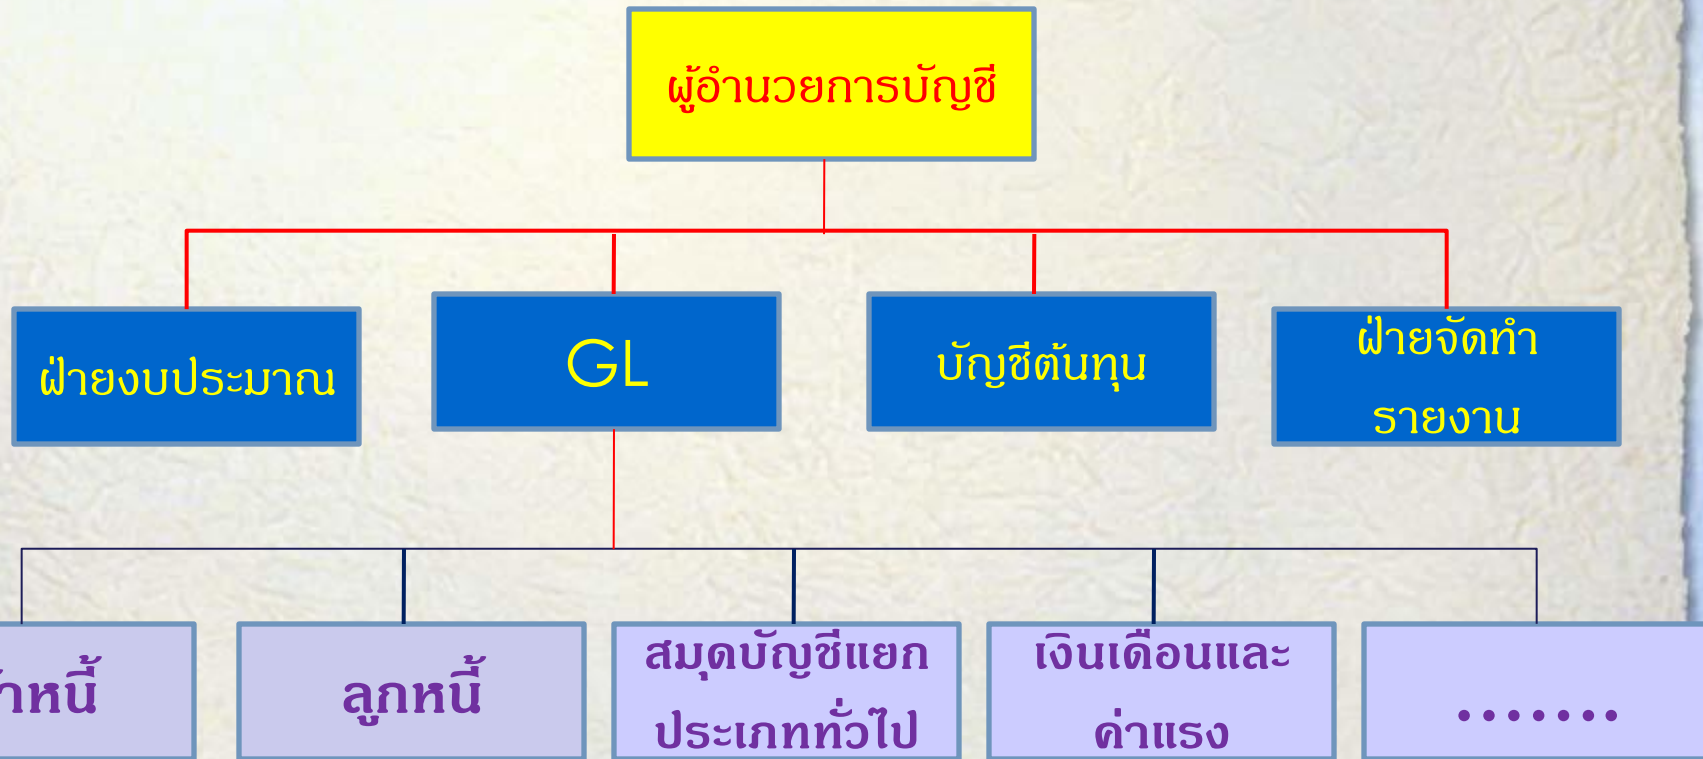 ผู้อำนวยการบัญชี
ฝ่ายงบประมาณ
GL
บัญชีต้นทุน
ฝ่ายจัดทำ
รายงาน
ลูกหนี้
สมุดบัญชีแยก
ประเภททั่วไป
เงินเดือนและ
ค่าแรง
.......